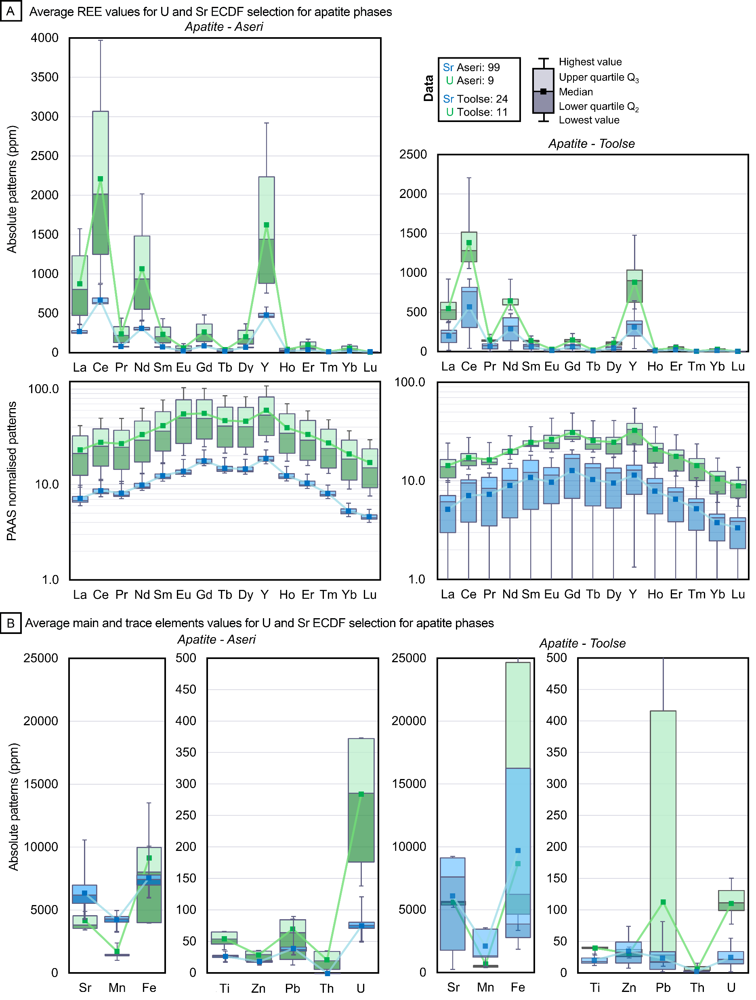 A Average REE values for U and Sr ECDF selection for apatite phases
Apatite - Aseri
Absolute patterns (ppm)
4000
3500
3000
2500
2000
1500
1000
500
0
La Ce Pr Nd Sm Eu Gd Tb Dy Y Ho Er Tm Yb Lu
Data
Sr Aseri: 99
U Aseri: 9
Sr Toolse: 24
U Toolse: 11
Highest value
Upper quartile Q3
Median
Lower quartile Q2
Lowest value
Apatite - Toolse
2500
2000
1500
1000
500
0
La Ce Pr Nd Sm Eu Gd Tb Dy Y Ho Er Tm Yb Lu
PAAS normalised patterns
100.0
10.0
1.0
La Ce Pr Nd Sm Eu Gd Tb Dy Y Ho Er Tm Yb Lu
100.0
10.0
1.0
La Ce Pr Nd Sm Eu Gd Tb Dy Y Ho Er Tm Yb Lu
B Average main and trace elements values for U and Sr ECDF selection for apatite phases
Apatite - Aseri
Absolute patterns (ppm)
25000
20000
15000
10000
5000
0
Sr Mn Fe
500
450
400
350
300
250
200
150
100
50
0
Ti Zn Pb Th U
Apatite - Toolse
25000
20000
15000
10000
5000
0
Sr Mn Fe
500
450
400
350
300
250
200
150
100
50
0
Ti Zn Pb Th U